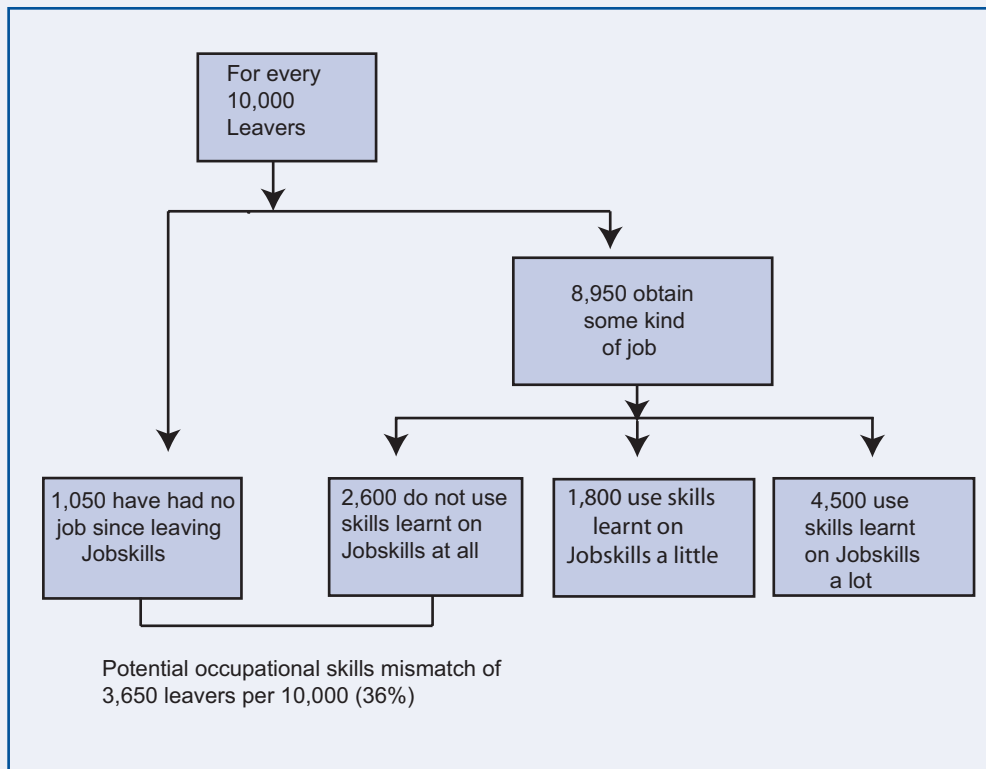 For every
10,000
Leavers
8,950 obtain
some kind
of job
1,050 have had no
job since leaving
Jobskills
2,600 do not use
skills learnt on
Jobskills at all
1,800 use skills
learnt on
Jobskills a little
4,500 use
skills learnt
on Jobskills
a lot
Potential occupational skills mismatch of
3,650 leavers per 10,000 (36%)